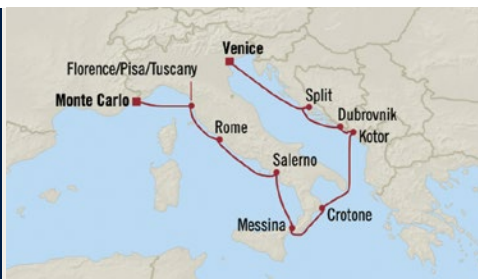 Venice
Florence/Pisa/Tuscany
Monte Carlo
Split
Dubrovnik
Rome
Kotor
Salerno
Crotone
Messina